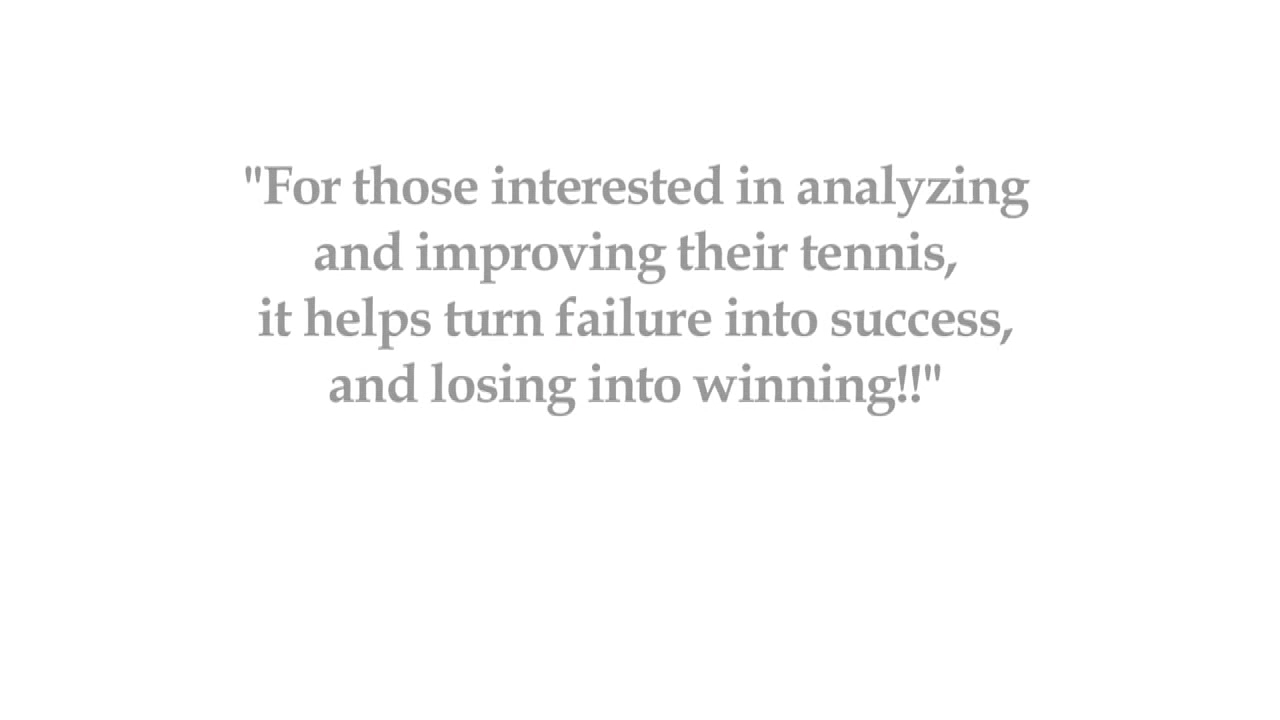 "For those interested in analyzing
and improving their tennis,
it helps turn failure into success,
and losing into winning!!"